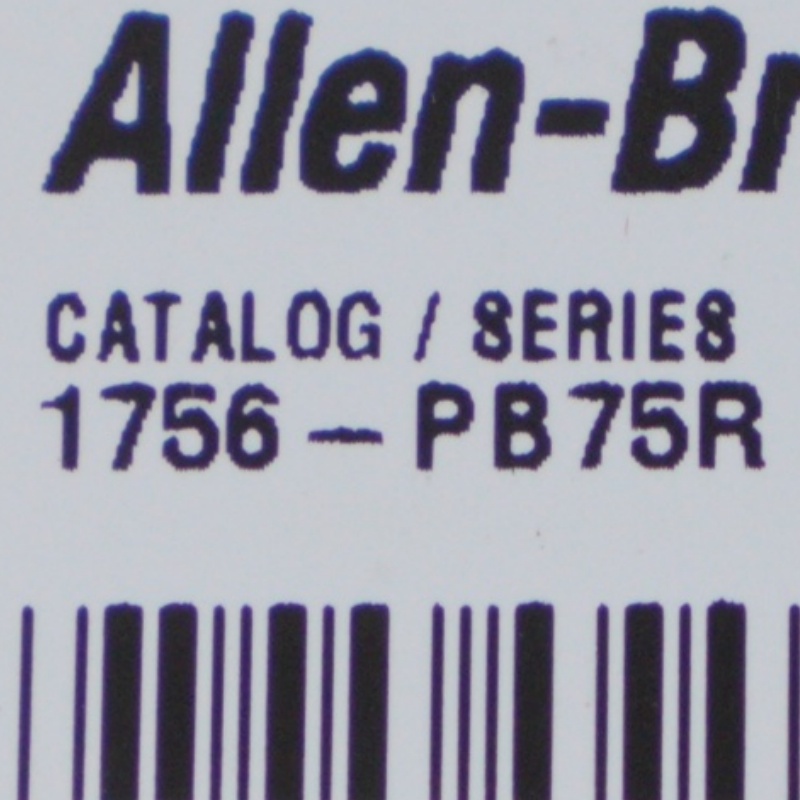 Allen-Br
CATALOG / SERIES
1756-PB75R